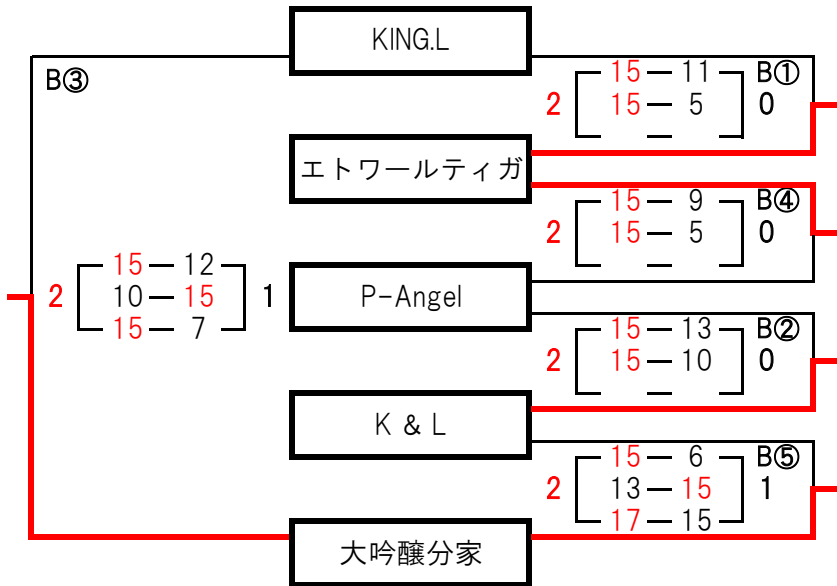 KING.L
B③
15 — 11 B①
2 15 — 5 0
—
エトワールティガ
15 — 9 B④
2 15 — 5 0
—
15 — 12
2 10 — 15 1
15 — 7
P-Angel
15 — 13 B②
2 15 — 10 0
—
K & L
15 — 6 B⑤
2 13 — 15 1
17 — 15
大吟醸分家